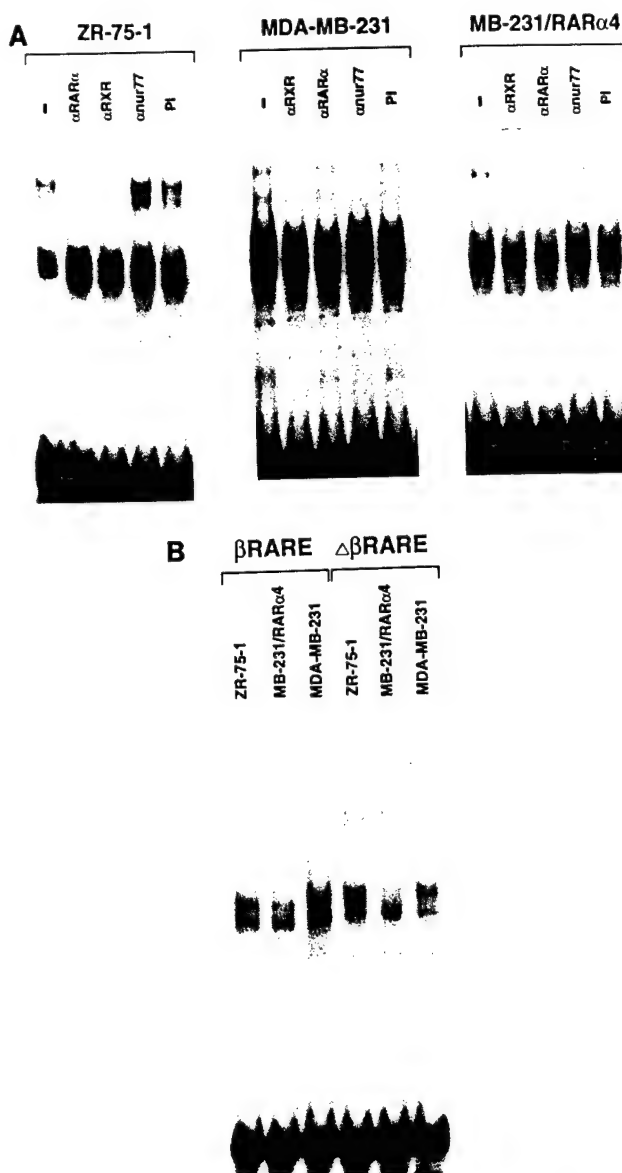 A
ZR-75-1
MDA-MB-231
MB-231/RARα4
–
αRARα
αRXR
αnur77
PI
–
αRXR
αRARα
αnur77
PI
–
αRXR
αRARα
αnur77
PI
B
βRARE
△βRARE
ZR-75-1
MB-231/RARα4
MDA-MB-231
ZR-75-1
MB-231/RARα4
MDA-MB-231